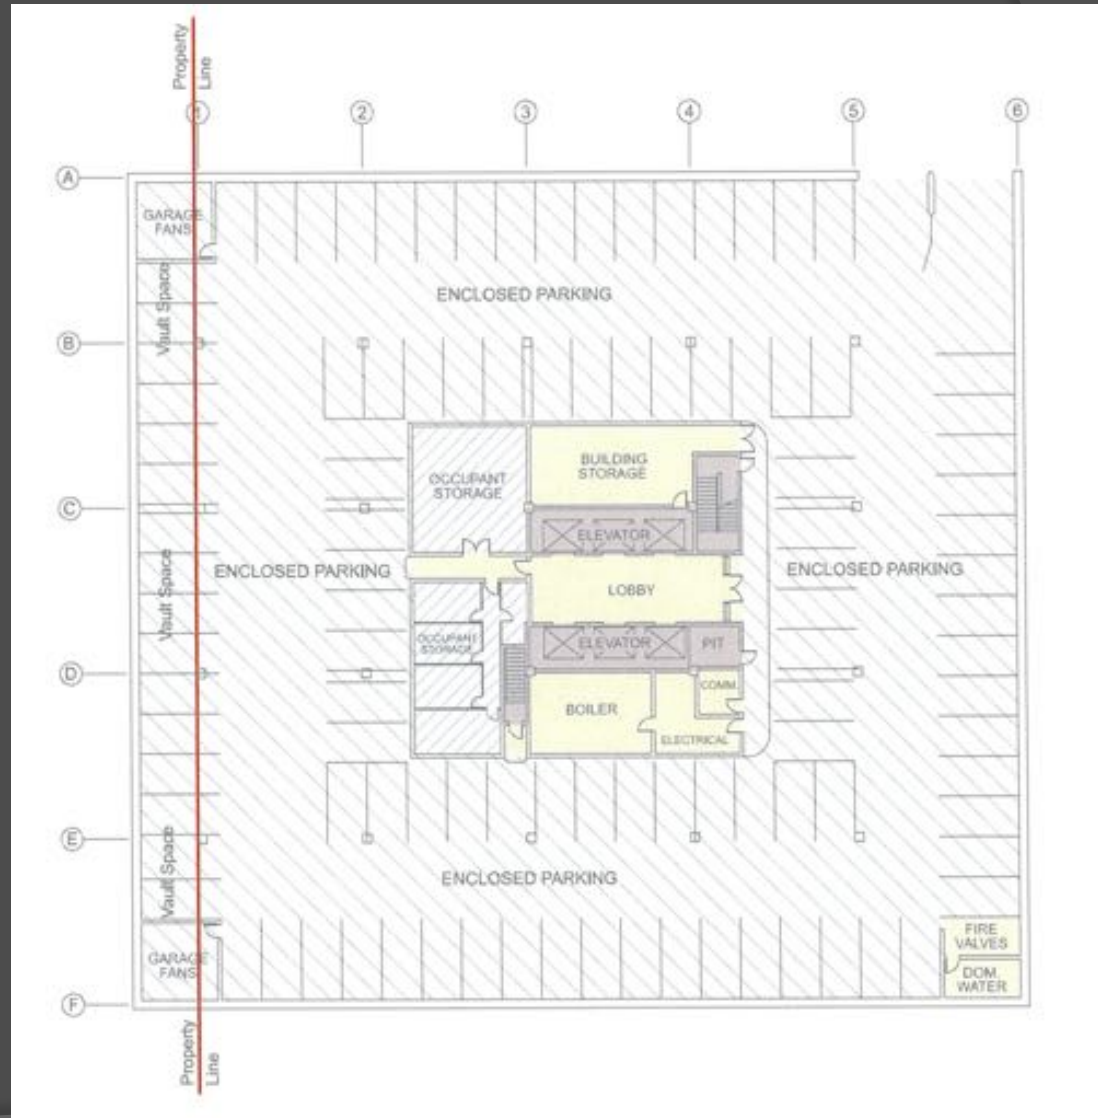 Property
Line
1
2
3
4
5
6
A
GARAGE
FANS
ENCLOSED PARKING
Vault Space
B
BUILDING
STORAGE
OCCUPANT
STORAGE
C
ELEVATOR
ENCLOSED PARKING
ENCLOSED PARKING
Vault Space
LOBBY
OCCUPANT
STORAGE
ELEVATOR
PIT
D
COMM.
BOILER
ELECTRICAL
E
Vault Space
ENCLOSED PARKING
FIRE
VALVES
GARAGE
FANS
DOM.
WATER
F
Property
Line